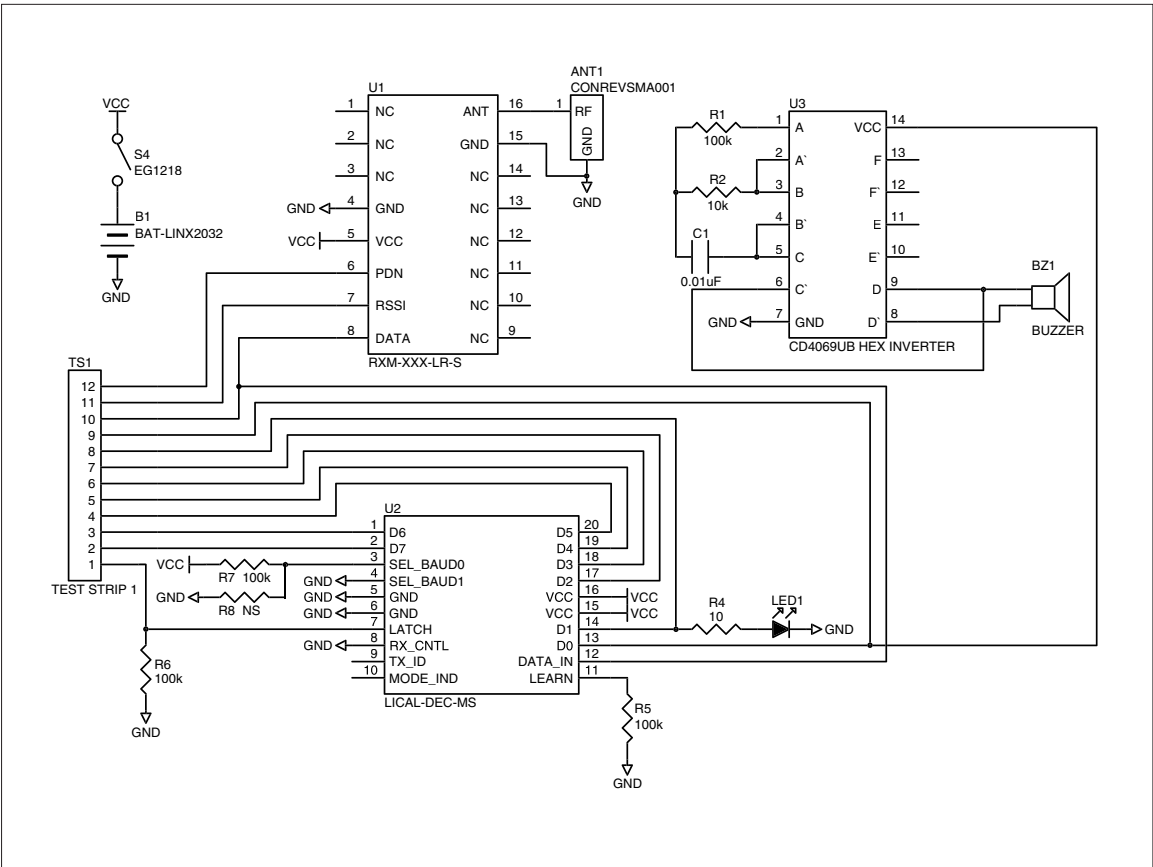 VCC
S4
EG1218
B1
BAT-LINX2032
GND
U1
1 NC
2 NC
3 NC
GND 4 GND
VCC 5 VCC
6 PDN
7 RSSI
8 DATA
ANT 16
GND 15
NC 14
NC 13
NC 12
NC 11
NC 10
NC 9
RXM-XXX-LR-S
ANT1
CONREVSMA001
1 RF
GND
GND
U3
R1
100k
R2
10k
C1
0.01uF
1 A
2 A`
3 B
4 B`
5 C
6 C`
GND 7 GND
VCC 14
F 13
F` 12
E 11
E` 10
D 9
D` 8
CD4069UB HEX INVERTER
BZ1
BUZZER
TS1
12
11
10
9
8
7
6
5
4
3
2
1
TEST STRIP 1
U2
1 D6
2 D7
3 SEL_BAUD0
GND 4 SEL_BAUD1
GND 5 GND
GND 6 GND
7 LATCH
GND 8 RX_CNTL
9 TX_ID
10 MODE_IND
D5 20
D4 19
D3 18
D2 17
VCC 16 VCC
VCC 15 VCC
D1 14
D0 13
DATA_IN 12
LEARN 11
LICAL-DEC-MS
VCC
R7 100k
GND
R8 NS
R6
100k
GND
R4
10
LED1
GND
R5
100k
GND